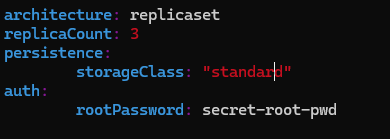 architecture: replicaset
replicaCount: 3
persistence:
        storageClass: "standard"
auth:
        rootPassword: secret-root-pwd